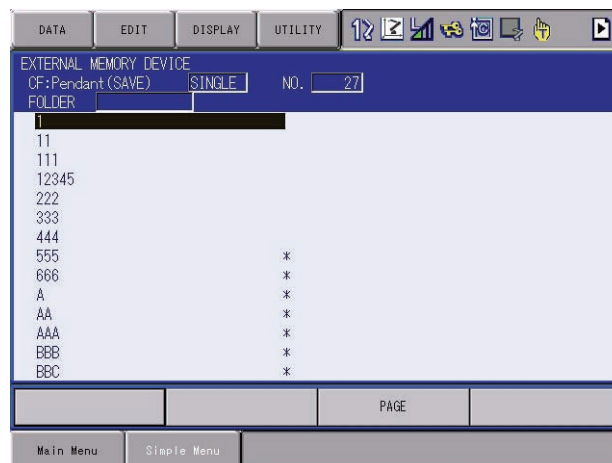 DATA EDIT DISPLAY UTILITY
EXTERNAL MEMORY DEVICE
CF:Pendant(SAVE) SINGLE NO. 27
FOLDER
1
11
111
12345
222
333
444
555 *
666 *
A *
AA *
AAA *
BBB *
BBC *
PAGE
Main Menu Simple Menu